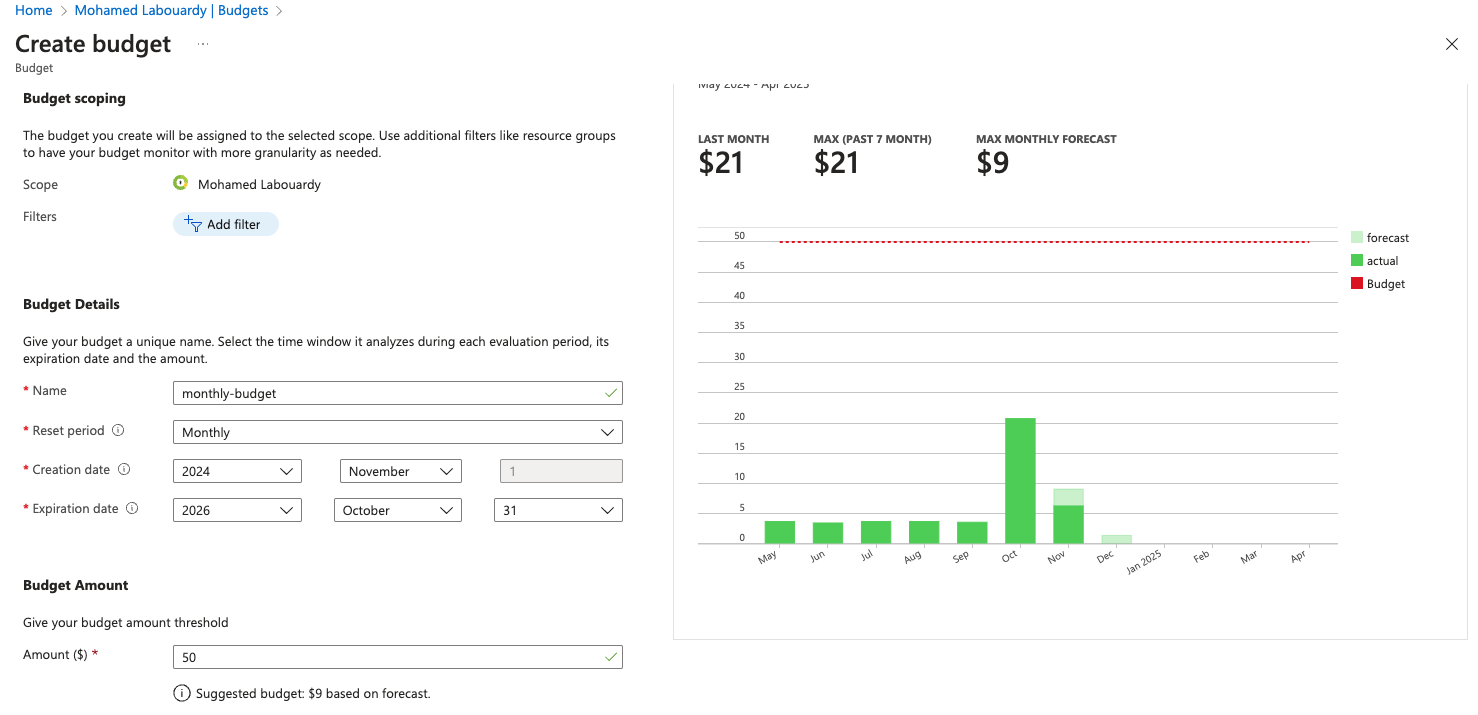 Home > Mohamed Labouardy | Budgets >
Create budget ...
Budget
Budget scoping
The budget you create will be assigned to the selected scope. Use additional filters like resource groups
to have your budget monitor with more granularity as needed.
Scope Mohamed Labouardy
Filters Add filter
Budget Details
Give your budget a unique name. Select the time window it analyzes during each evaluation period, its
expiration date and the amount.
* Name monthly-budget
* Reset period Monthly
* Creation date 2024 November 1
* Expiration date 2026 October 31
Budget Amount
Give your budget amount threshold
Amount ($) * 50
Suggested budget: $9 based on forecast.
May 2024 - Apr 2025
LAST MONTH MAX (PAST 7 MONTH) MAX MONTHLY FORECAST
$21 $21 $9
50
45
40
35
30
25
20
15
10
5
0
May Jun Jul Aug Sep Oct Nov Dec Jan 2025 Feb Mar Apr
forecast
actual
Budget